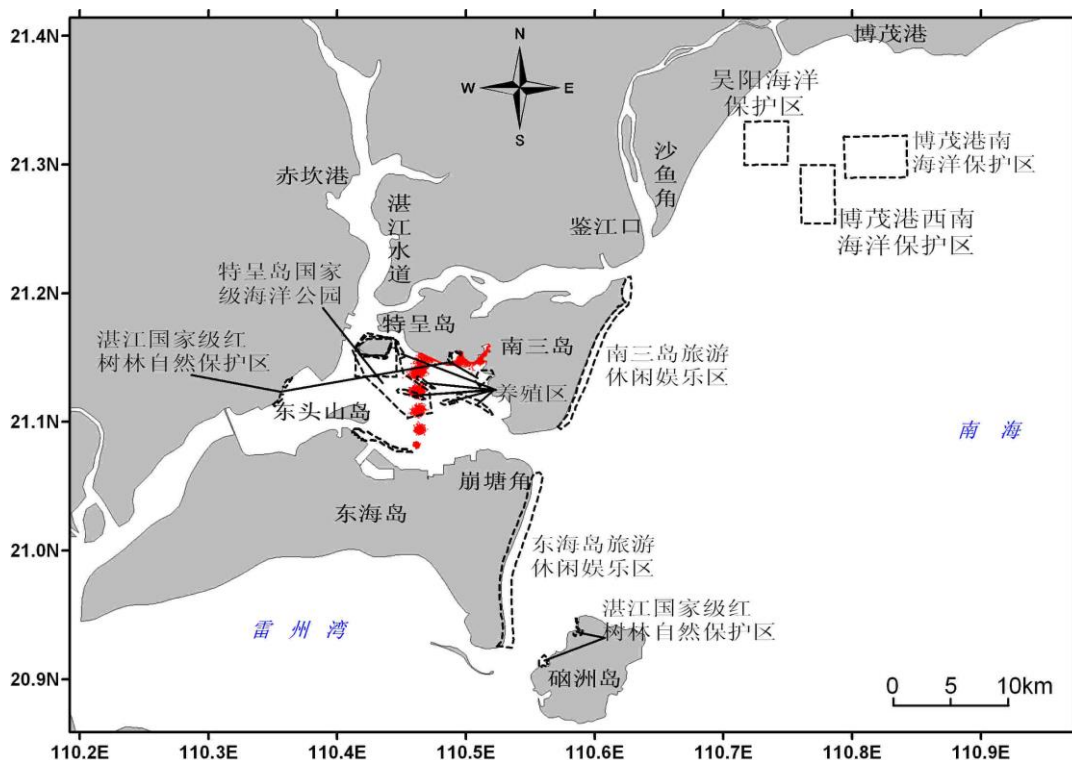 21.4N
21.3N
21.2N
21.1N
21.0N
20.9N
N
W
E
S
博茂港
吴阳海洋
保护区
博茂港南
海洋保护区
博茂港西南
海洋保护区
沙鱼角
赤坎港
湛江水道
鉴江口
特呈岛国家
级海洋公园
特呈岛
南三岛
湛江国家级红
树林自然保护区
南三岛旅游
休闲娱乐区
养殖区
东头山岛
南 海
崩塘角
东海岛
东海岛旅游
休闲娱乐区
雷 州 湾
湛江国家级红
树林自然保护区
硇洲岛
0 5 10km
110.2E 110.3E 110.4E 110.5E 110.6E 110.7E 110.8E 110.9E